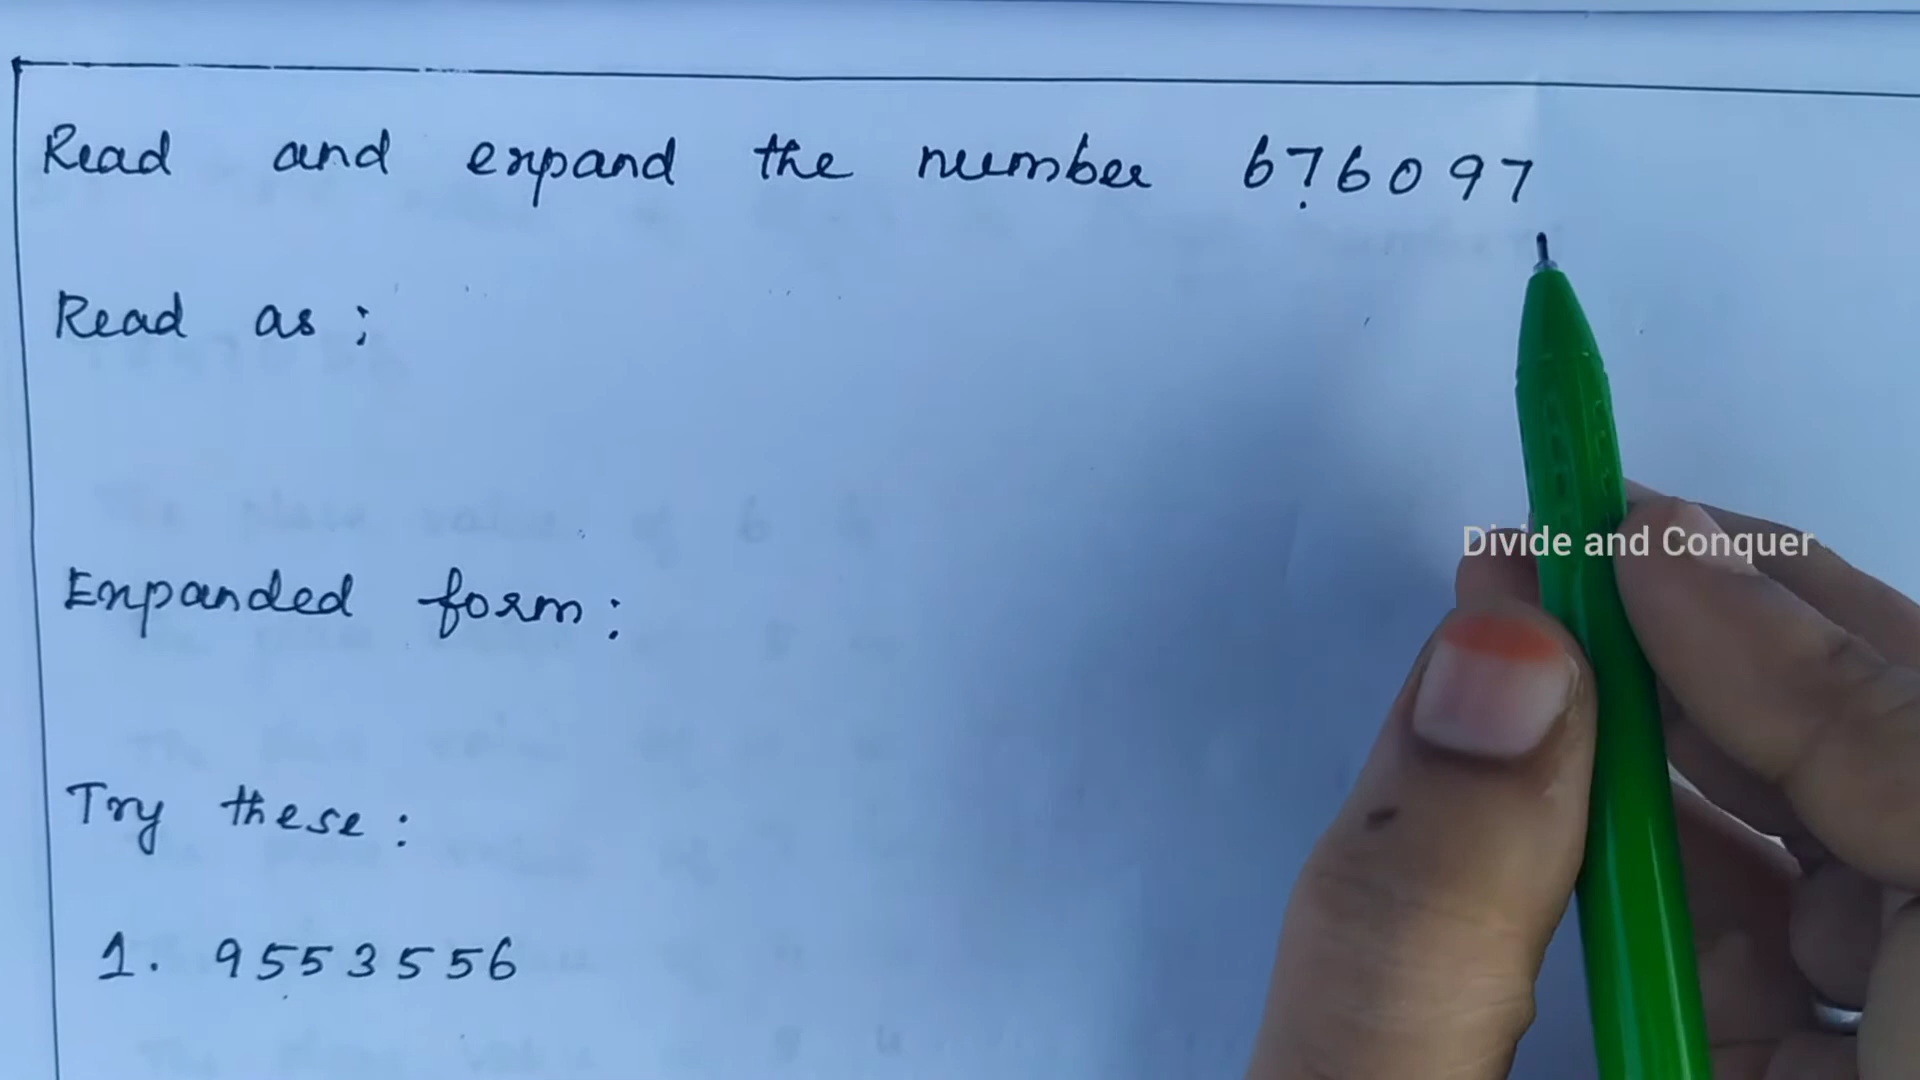 Read and expand the number 676097
Read as :
Divide and Conquer
Expanded form :
Try these :
1. 9553556